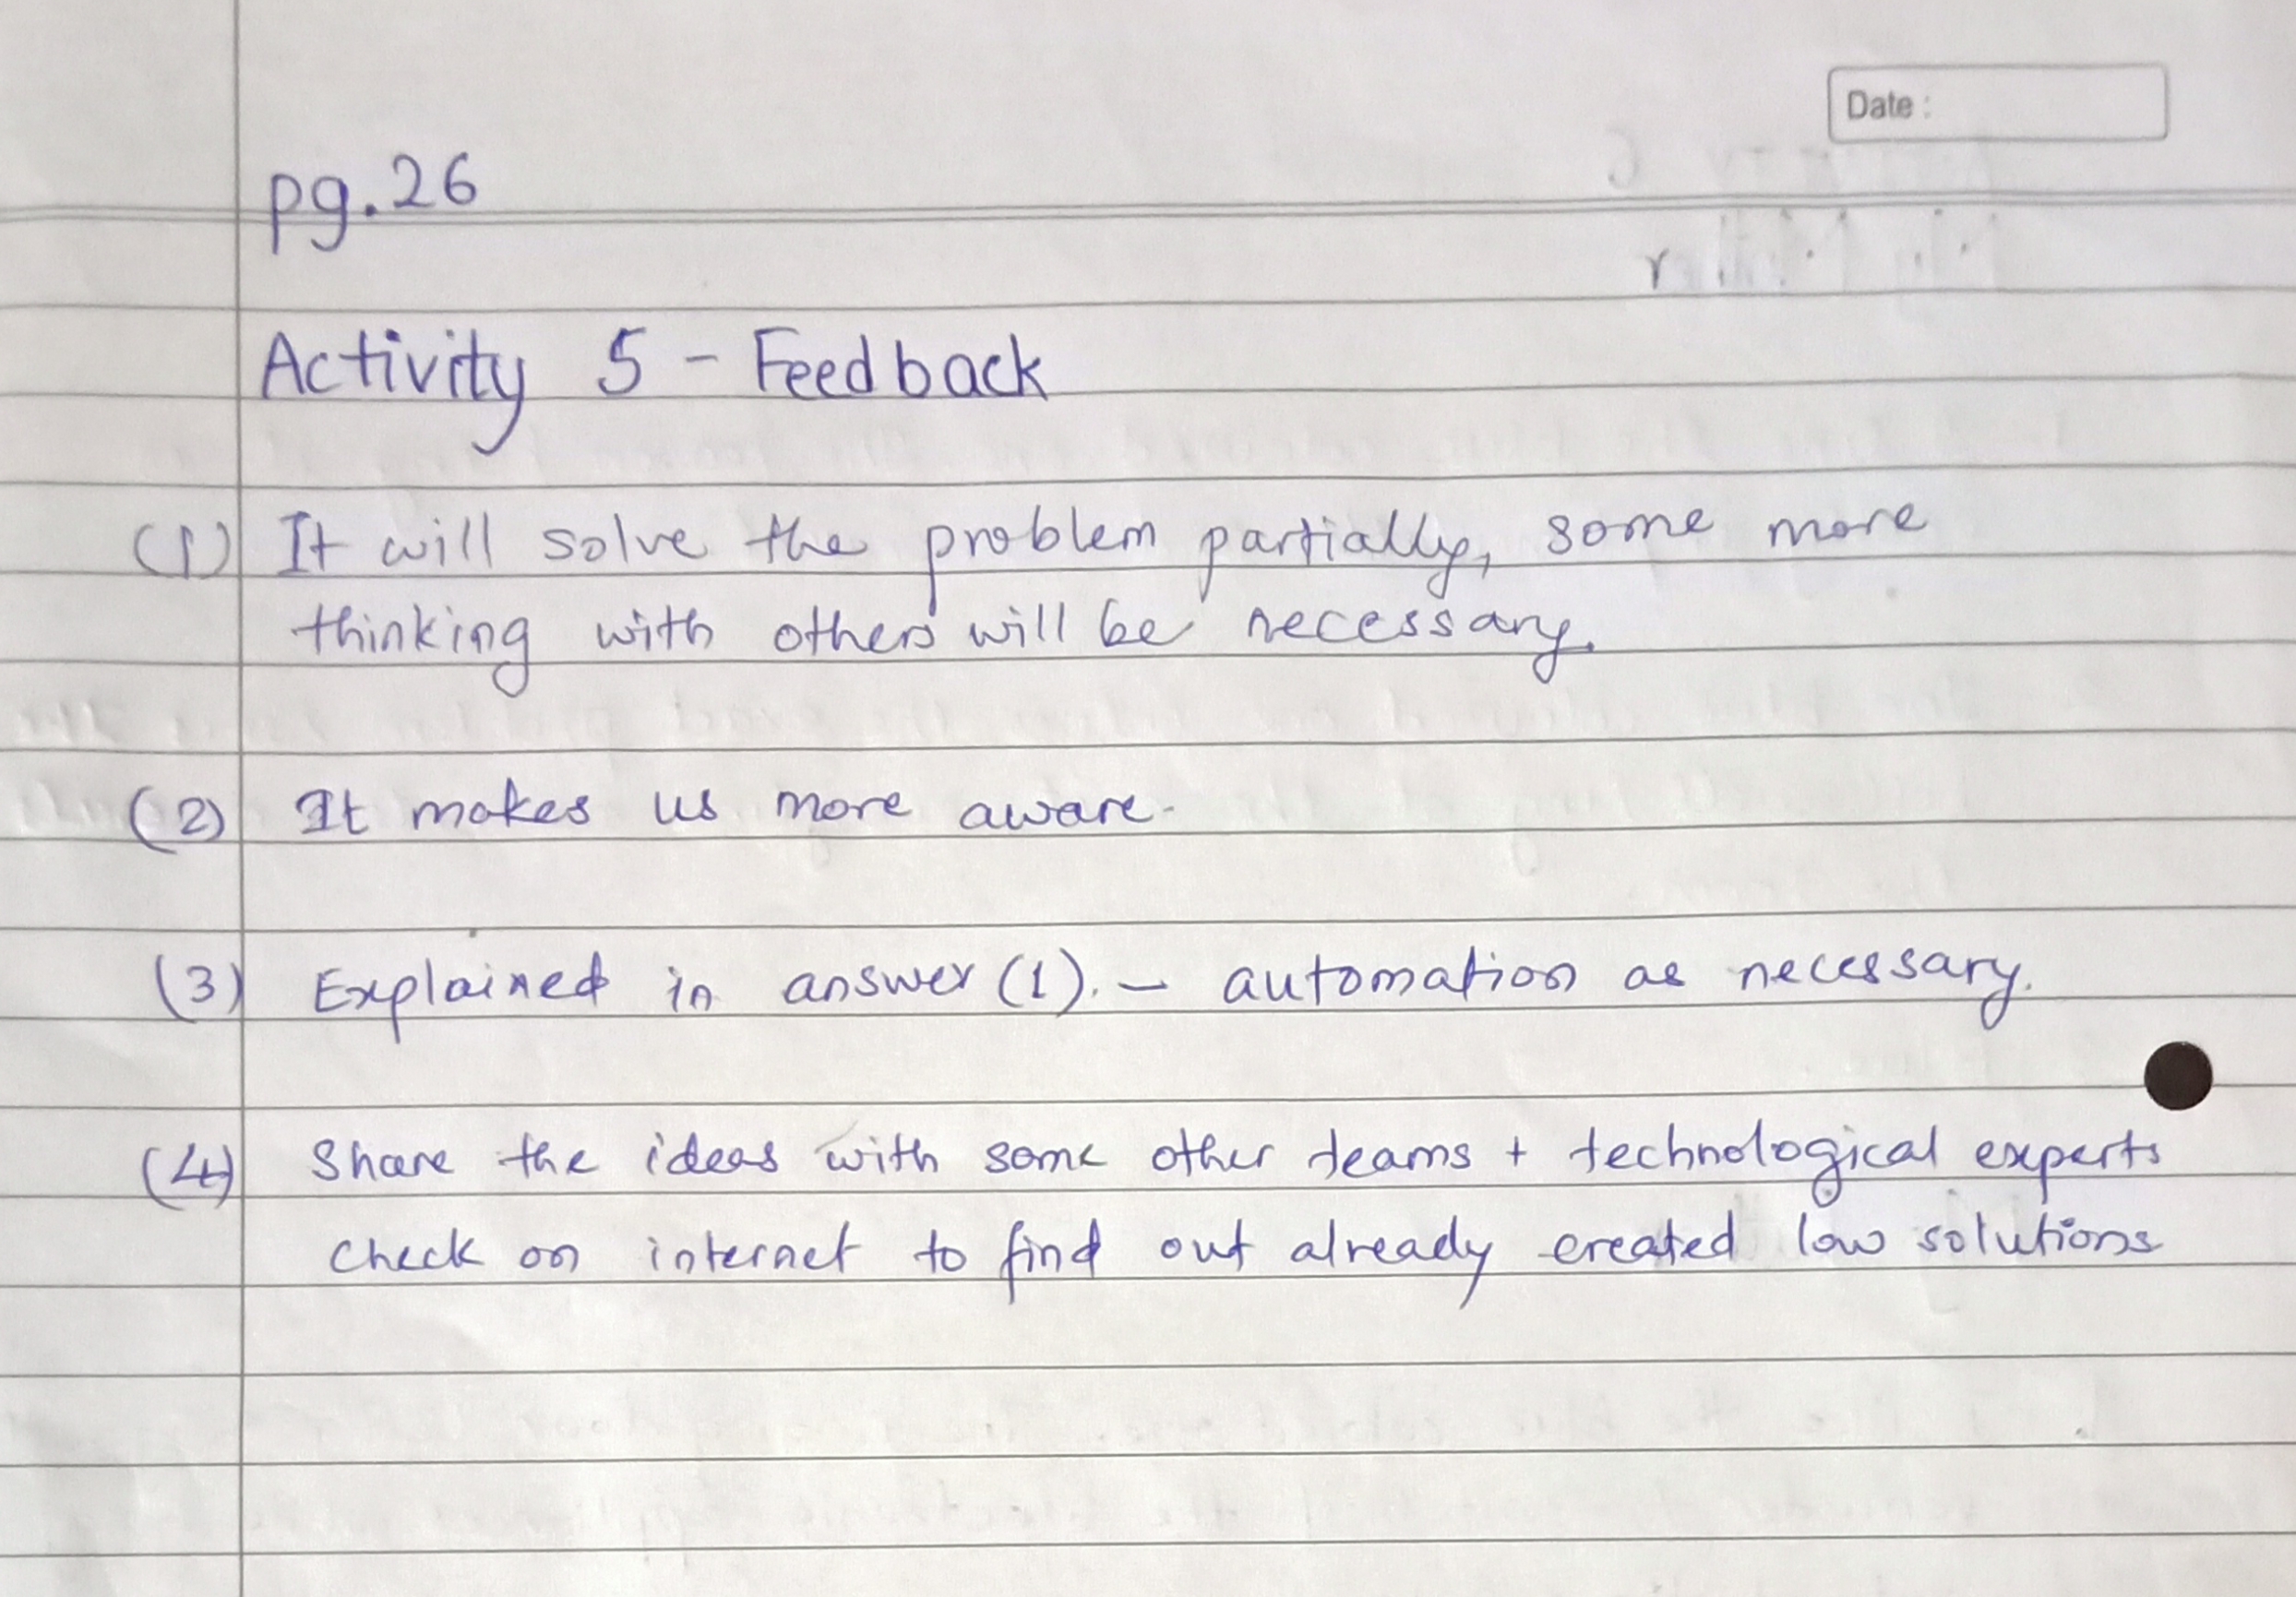 Date :
pg.26
Activity 5 - Feedback
(1) It will solve the problem partially, some more
thinking with others will be necessary.
(2) It makes us more aware.
(3) Explained in answer (1). - automation as necessary.
(4) Share the ideas with some other teams + technological experts
check on internet to find out already created low solutions